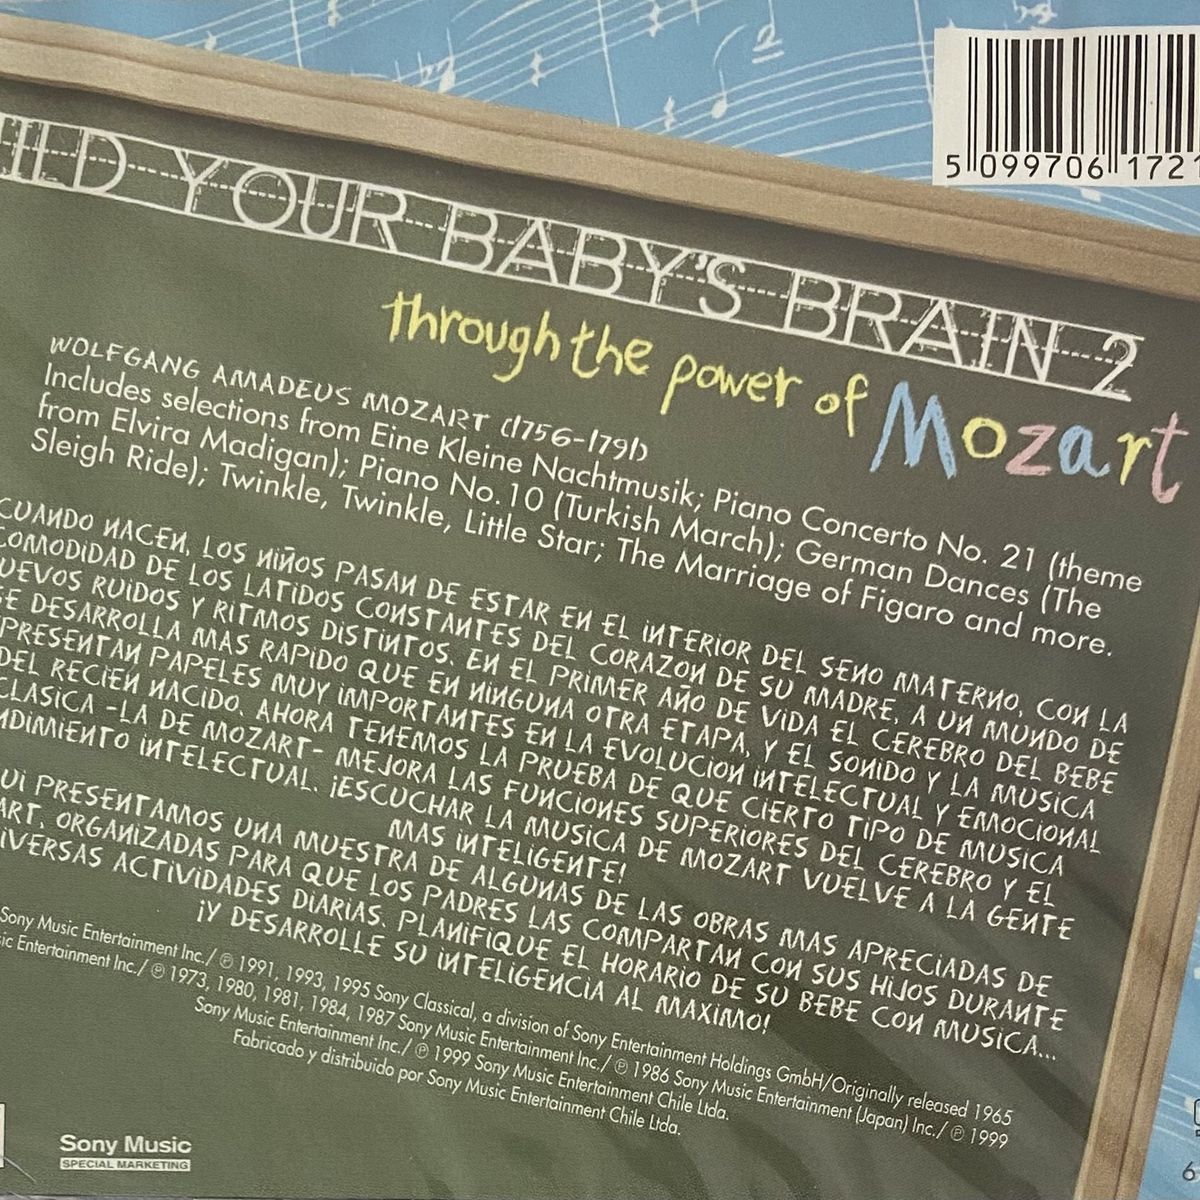 5 099706 1721
YOUR BABY'S BRAIN 2
through the power of Mozart
WOLFGANG AMADEUS MOZART (1756-1791)
Includes selections from Eine Kleine Nachtmusik; Piano Concerto No. 21 (theme
from Elvira Madigan); Piano No. 10 (Turkish March); German Dances (The
Sleigh Ride); Twinkle, Twinkle, Little Star; The Marriage of Figaro and more.
CUANDO NACEN, LOS NIÑOS PASAN DE ESTAR EN EL INTERIOR DEL SENO MATERNO, CON LA
COMODIDAD DE LOS LATIDOS CONSTANTES DEL CORAZON DE SU MADRE, A UN MUNDO DE
UEVOS RUIDOS Y RITMOS DISTINTOS. EN EL PRIMER AÑO DE VIDA EL CEREBRO DEL BEBE
SE DESARROLLA MAS RAPIDO QUE EN NINGUNA OTRA ETAPA, Y EL SONIDO Y LA MUSICA
PRESENTAN PAPELES MUY IMPORTANTES EN LA EVOLUCION INTELECTUAL Y EMOCIONAL
DEL RECIEN NACIDO. AHORA TENEMOS LA PRUEBA DE QUE CIERTO TIPO DE MUSICA
CLASICA -LA DE MOZART- MEJORA LAS FUNCIONES SUPERIORES DEL CEREBRO Y EL
NDIMIENTO INTELECTUAL. ¡ESCUCHAR LA MUSICA DE MOZART VUELVE A LA GENTE
MAS INTELIGENTE!
UI PRESENTAMOS UNA MUESTRA DE ALGUNAS DE LAS OBRAS MAS APRECIADAS DE
ART, ORGANIZADAS PARA QUE LOS PADRES LAS COMPARTAN CON SUS HIJOS DURANTE
IVERSAS ACTIVIDADES DIARIAS. PLANIFIQUE EL HORARIO DE SU BEBE CON MUSICA...
¡Y DESARROLLE SU INTELIGENCIA AL MAXIMO!
Sony Music Entertainment Inc./ ℗ 1991, 1993, 1995 Sony Classical, a division of Sony Entertainment Holdings GmbH/Originally released 1965
ic Entertainment Inc./ ℗ 1973, 1980, 1981, 1984, 1987 Sony Music Entertainment Inc./ ℗ 1986 Sony Music Entertainment (Japan) Inc./ ℗ 1999
Sony Music Entertainment Inc./ ℗ 1999 Sony Music Entertainment Chile Ltda.
Fabricado y distribuido por Sony Music Entertainment Chile Ltda.
Sony Music
SPECIAL MARKETING